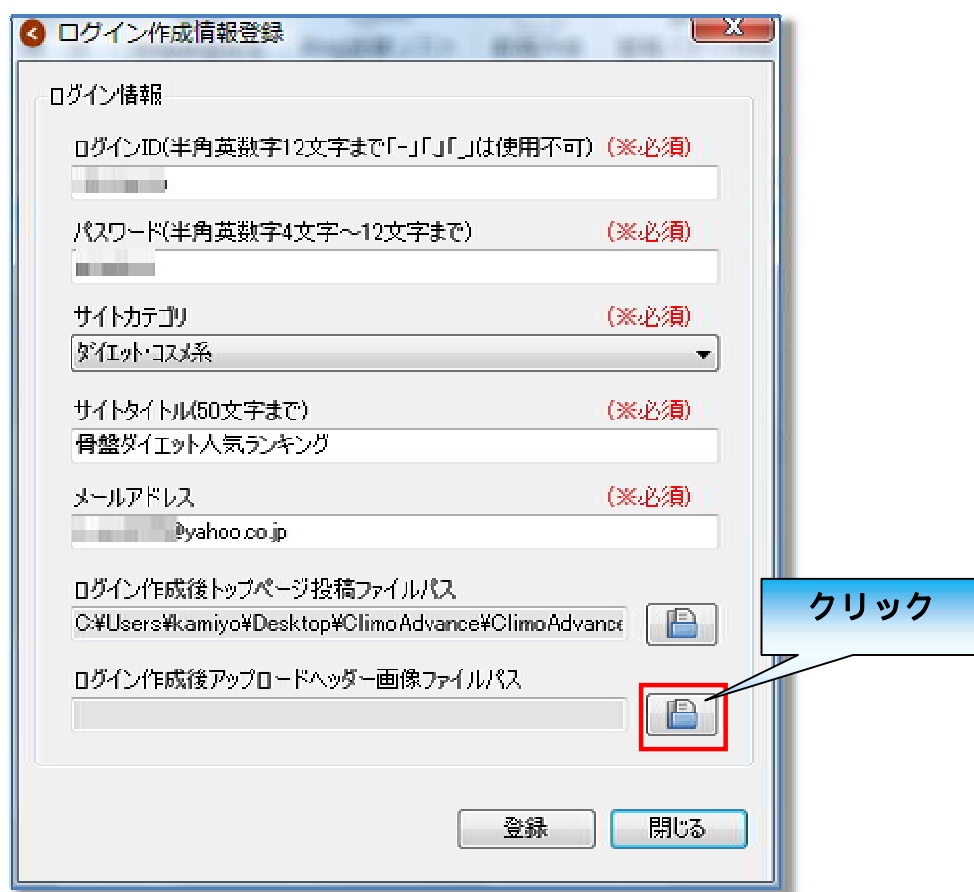 ログイン作成情報登録
ログイン情報
ログインID(半角英数字12文字まで「-」「.」「_」は使用不可) (※必須)
パスワード(半角英数字4文字～12文字まで) (※必須)
サイトカテゴリ (※必須)
ダイエット・コスメ系
サイトタイトル(50文字まで) (※必須)
骨盤ダイエット人気ランキング
メールアドレス (※必須)
@yahoo.co.jp
ログイン作成後トップページ投稿ファイルパス
C:¥Users¥kamiyo¥Desktop¥ClimoAdvance¥ClimoAdvance
クリック
ログイン作成後アップロードヘッダー画像ファイルパス
登録 閉じる